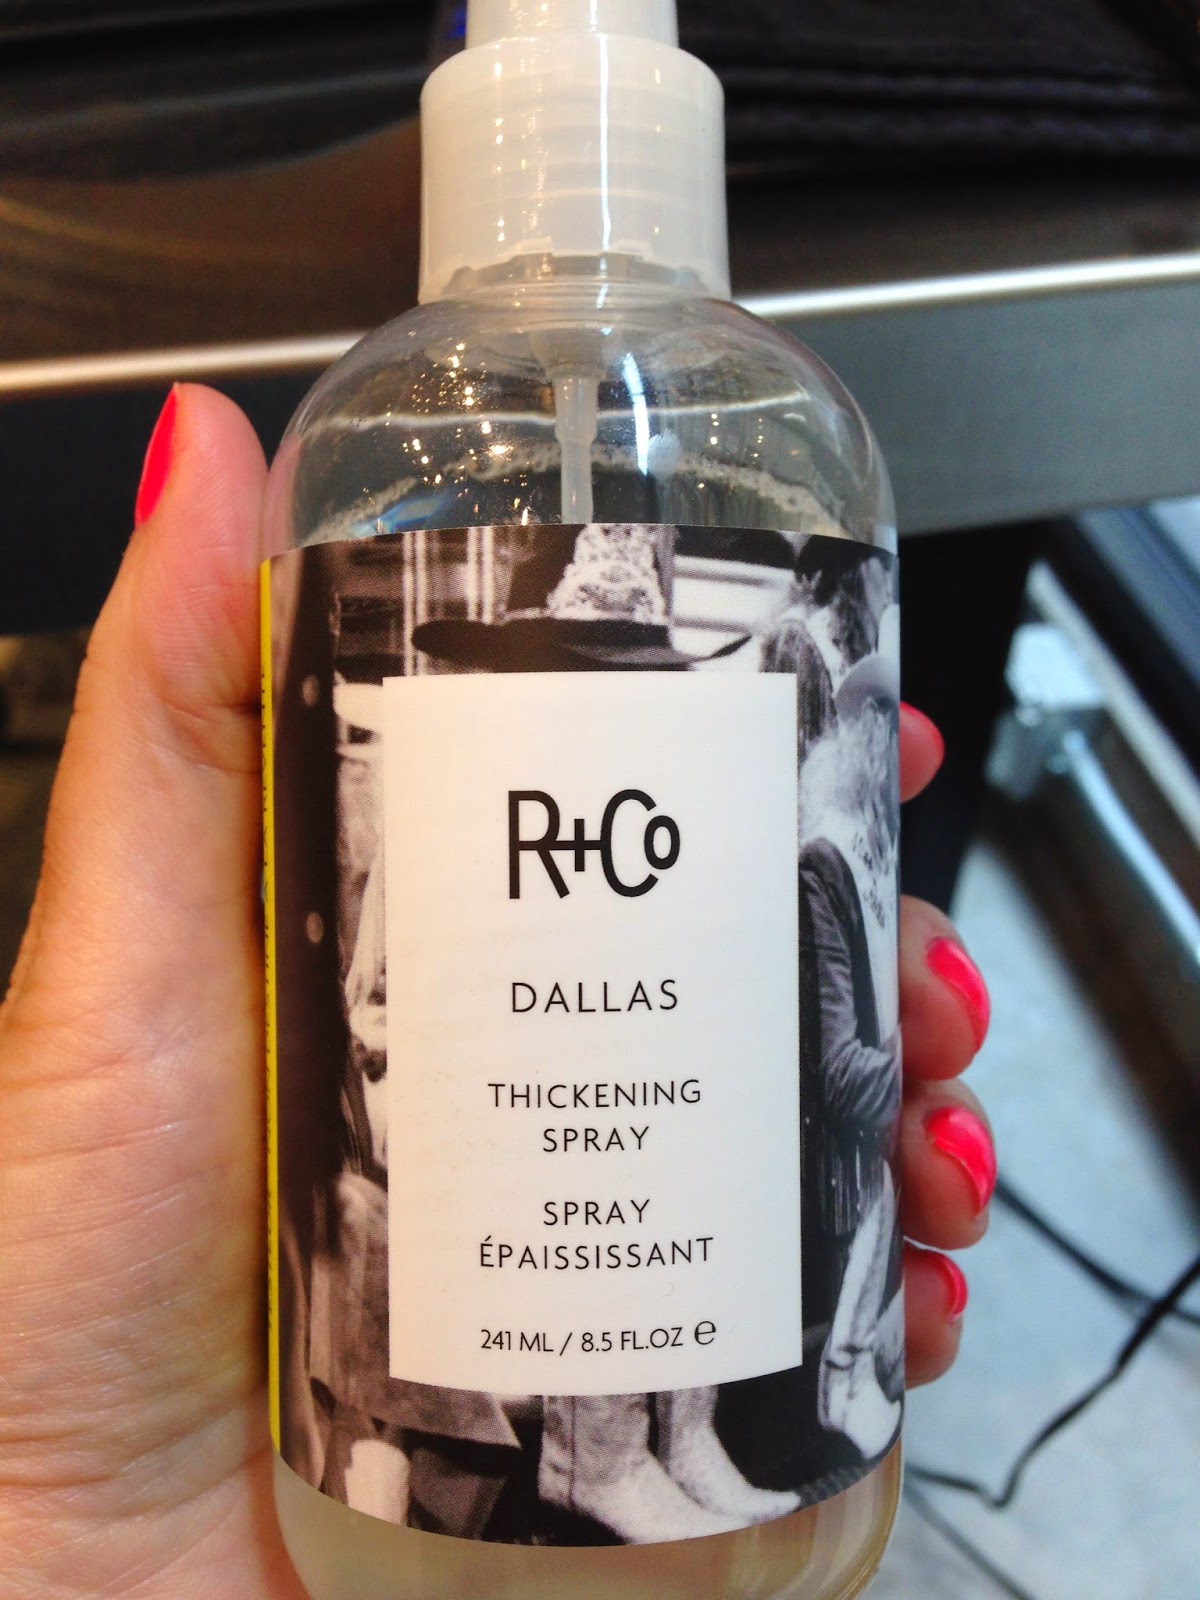 R+Co
DALLAS
THICKENING
SPRAY
SPRAY
ÉPAISSISSANT
241 ML / 8.5 FL.OZ ℮